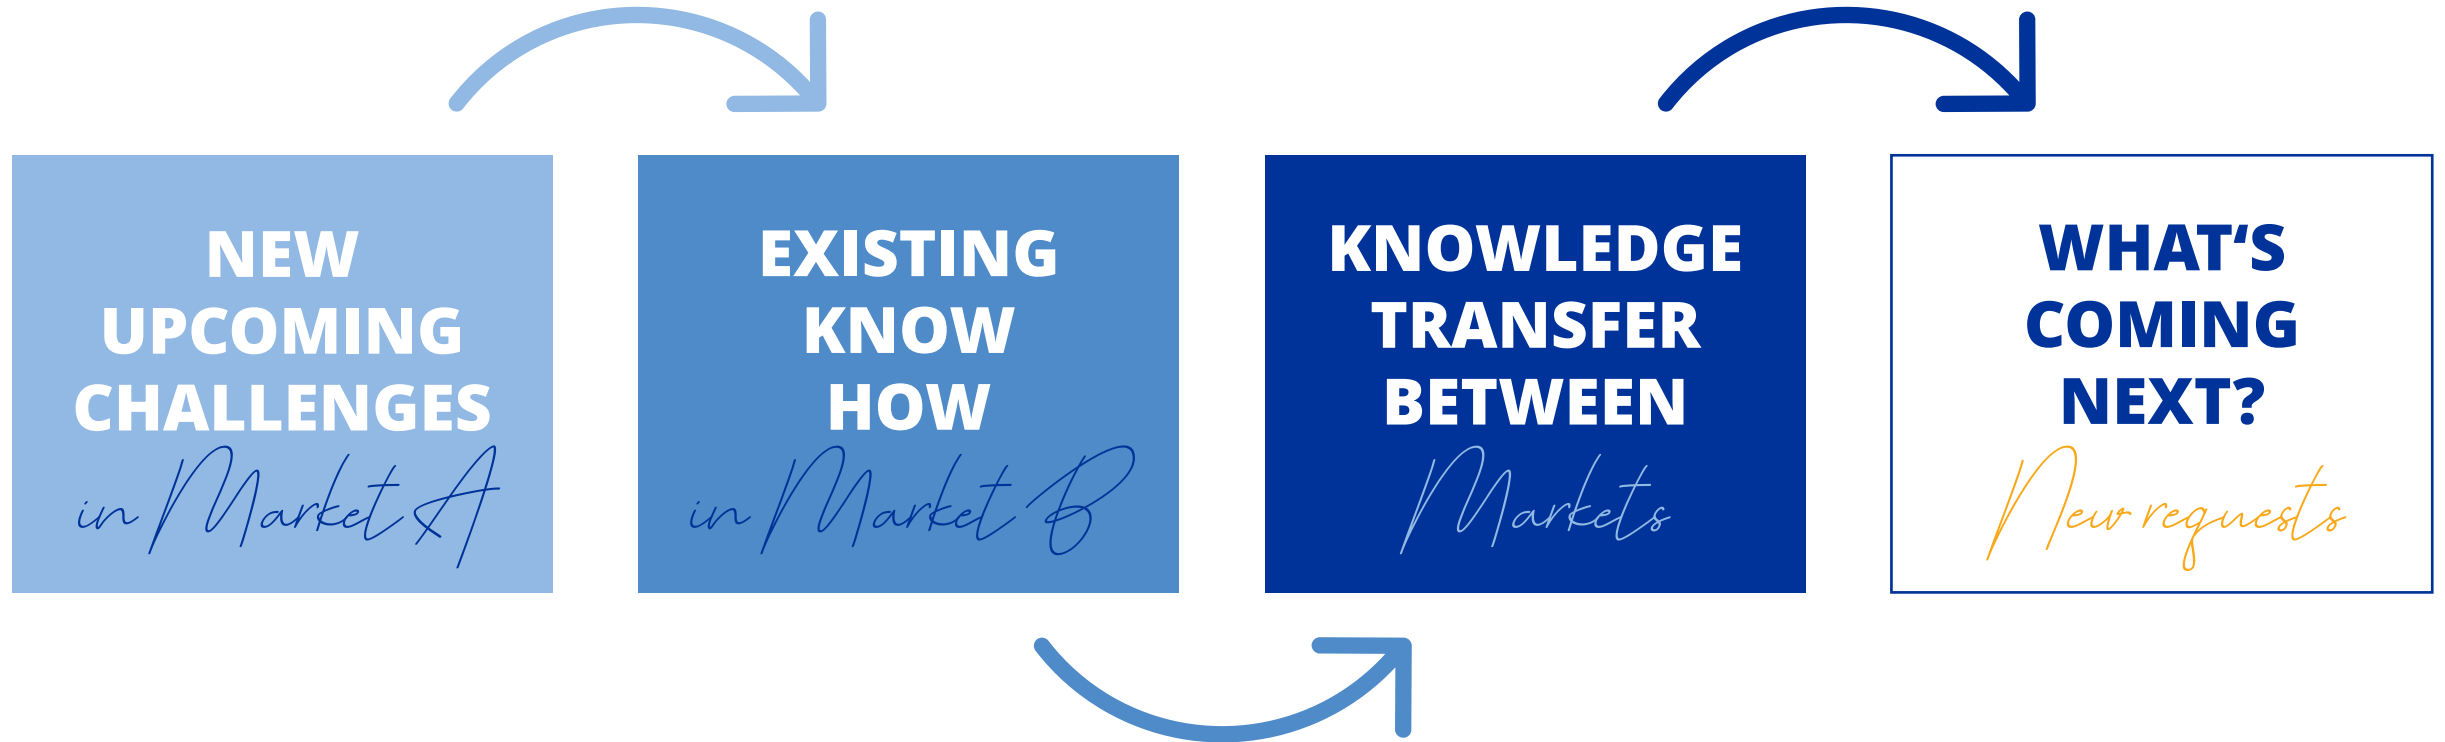 NEW
UPCOMING
CHALLENGES
in Market A
EXISTING
KNOW
HOW
in Market B
KNOWLEDGE
TRANSFER
BETWEEN
Markets
WHAT‘S
COMING
NEXT?
New requests